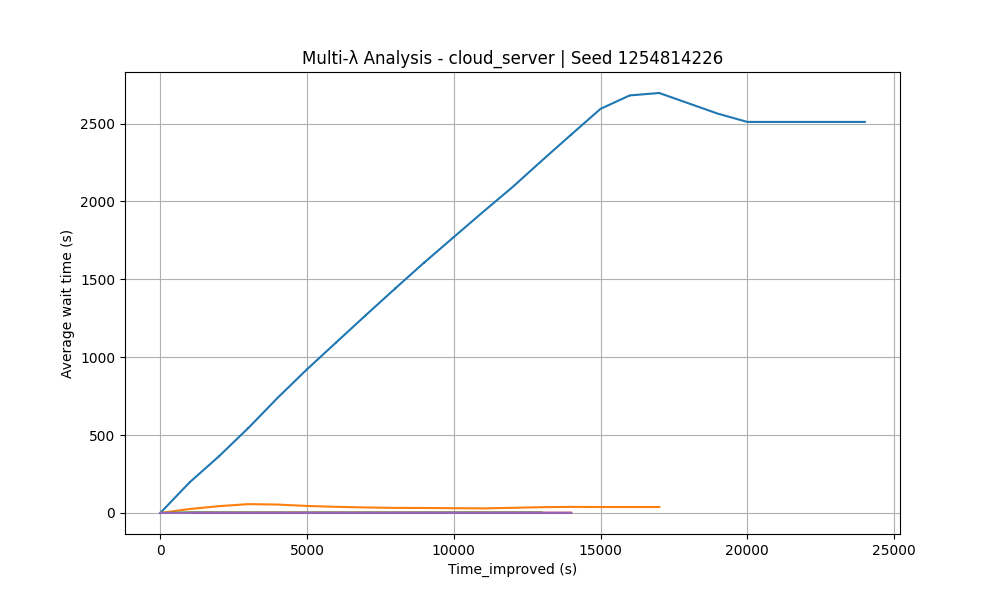 Multi-λ Analysis - cloud_server | Seed 1254814226
Average wait time (s)
2500
2000
1500
1000
500
0
0 5000 10000 15000 20000 25000
Time_improved (s)